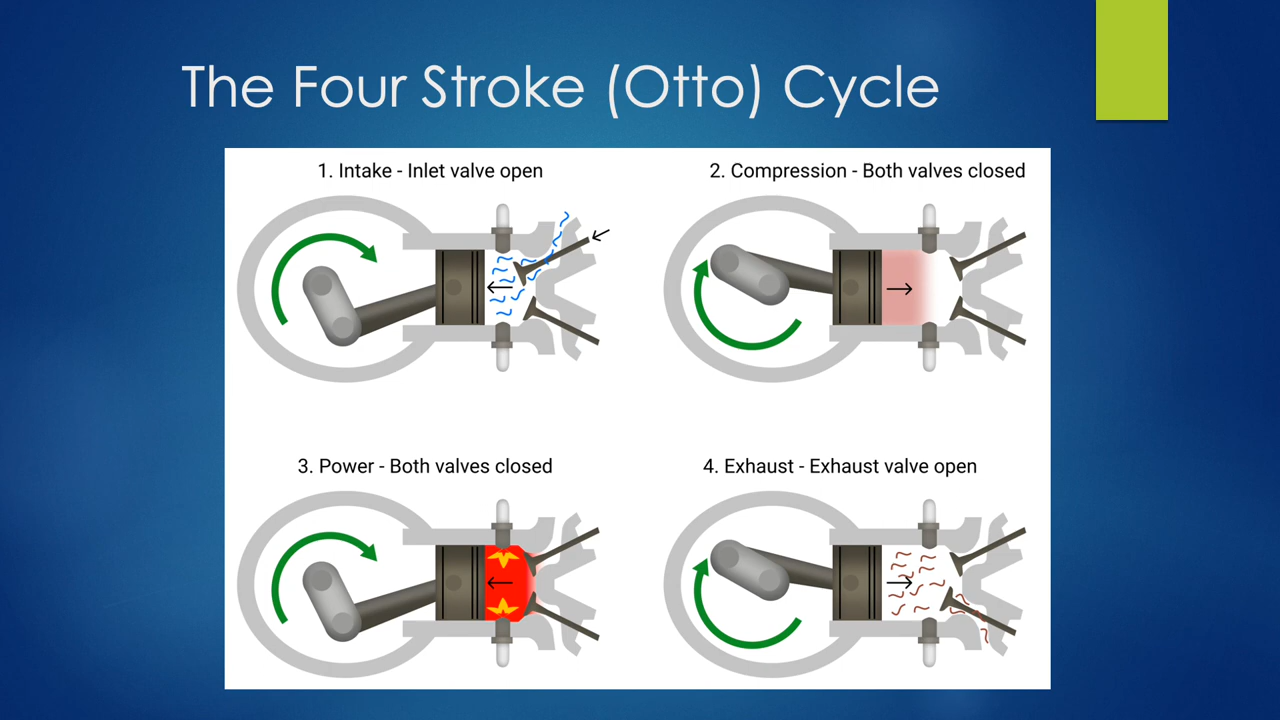 The Four Stroke (Otto) Cycle
1. Intake - Inlet valve open
2. Compression - Both valves closed
3. Power - Both valves closed
4. Exhaust - Exhaust valve open